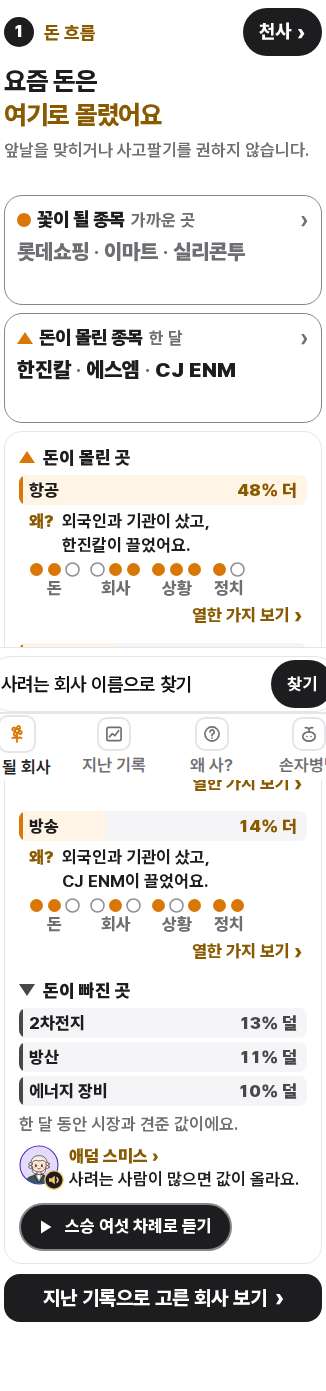 1 돈 흐름
천사 ›
요즘 돈은
여기로 몰렸어요
앞날을 맞히거나 사고팔기를 권하지 않습니다.
꽃이 될 종목 가까운 곳 ›
롯데쇼핑 · 이마트 · 실리콘투
돈이 몰린 종목 한 달 ›
한진칼 · 에스엠 · CJ ENM
돈이 몰린 곳
항공 48% 더
왜? 외국인과 기관이 샀고,
한진칼이 끌었어요.
돈 회사 상황 정치
열한 가지 보기 ›
사려는 회사 이름으로 찾기 찾기
될 회사 지난 기록 왜 사? 손자병
열한 가지 보기 ›
방송 14% 더
왜? 외국인과 기관이 샀고,
CJ ENM이 끌었어요.
돈 회사 상황 정치
열한 가지 보기 ›
돈이 빠진 곳
2차전지 13% 덜
방산 11% 덜
에너지 장비 10% 덜
한 달 동안 시장과 견준 값이에요.
애덤 스미스 ›
사려는 사람이 많으면 값이 올라요.
스승 여섯 차례로 듣기
지난 기록으로 고른 회사 보기 ›